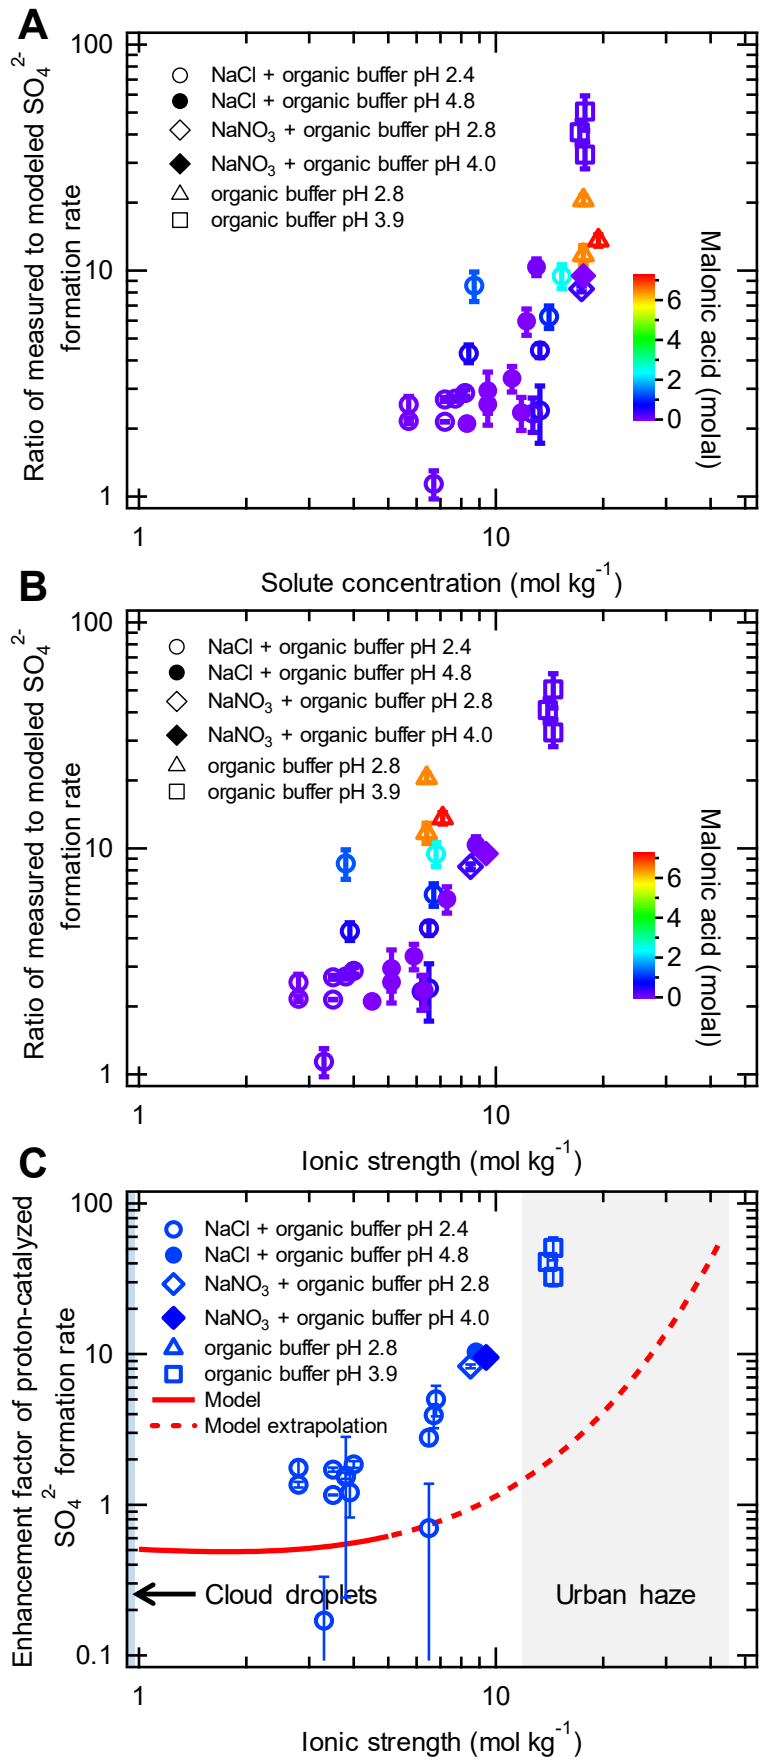 A
Ratio of measured to modeled SO₄²⁻
formation rate
100
10
1
NaCl + organic buffer pH 2.4
NaCl + organic buffer pH 4.8
NaNO₃ + organic buffer pH 2.8
NaNO₃ + organic buffer pH 4.0
organic buffer pH 2.8
organic buffer pH 3.9
Malonic acid (molal)
6
4
2
0
1
10
Solute concentration (mol kg⁻¹)
B
Ratio of measured to modeled SO₄²⁻
formation rate
100
10
1
NaCl + organic buffer pH 2.4
NaCl + organic buffer pH 4.8
NaNO₃ + organic buffer pH 2.8
NaNO₃ + organic buffer pH 4.0
organic buffer pH 2.8
organic buffer pH 3.9
Malonic acid (molal)
6
4
2
0
1
10
Ionic strength (mol kg⁻¹)
C
Enhancement factor of proton-catalyzed
SO₄²⁻ formation rate
100
10
1
0.1
NaCl + organic buffer pH 2.4
NaCl + organic buffer pH 4.8
NaNO₃ + organic buffer pH 2.8
NaNO₃ + organic buffer pH 4.0
organic buffer pH 2.8
organic buffer pH 3.9
Model
Model extrapolation
Cloud droplets
Urban haze
1
10
Ionic strength (mol kg⁻¹)